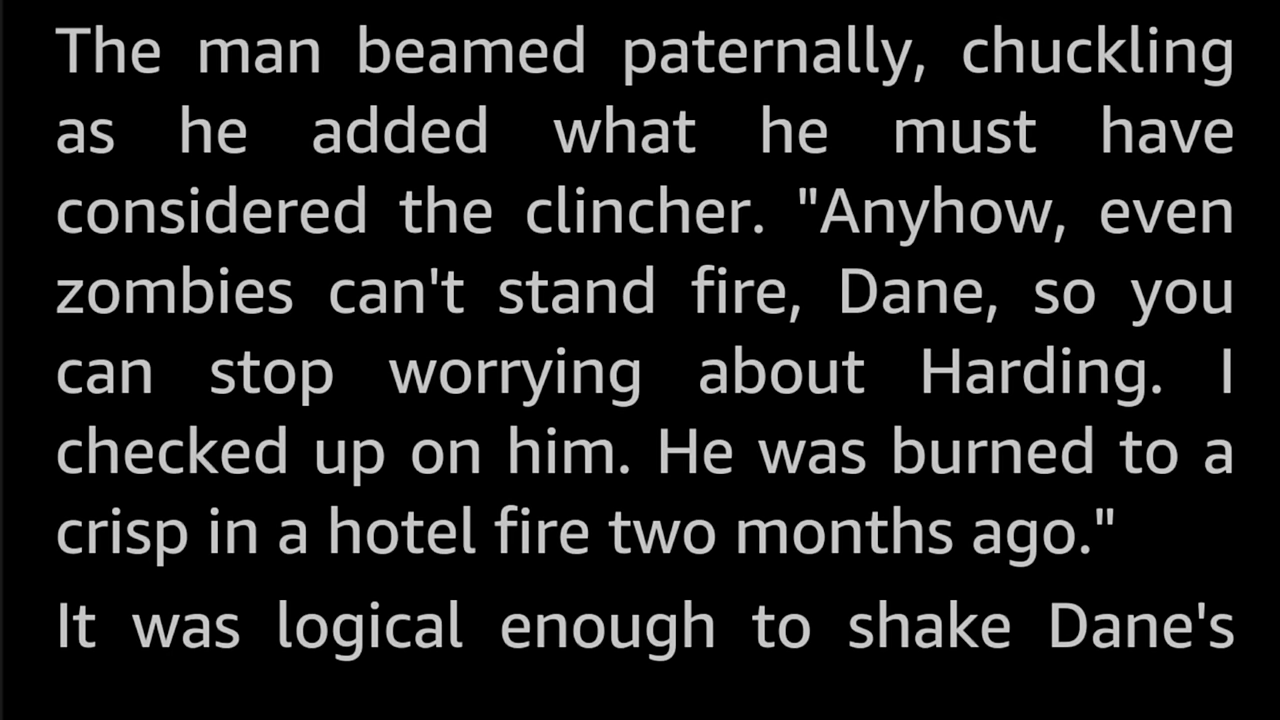 The man beamed paternally, chuckling
as he added what he must have
considered the clincher. "Anyhow, even
zombies can't stand fire, Dane, so you
can stop worrying about Harding. I
checked up on him. He was burned to a
crisp in a hotel fire two months ago."
It was logical enough to shake Dane's